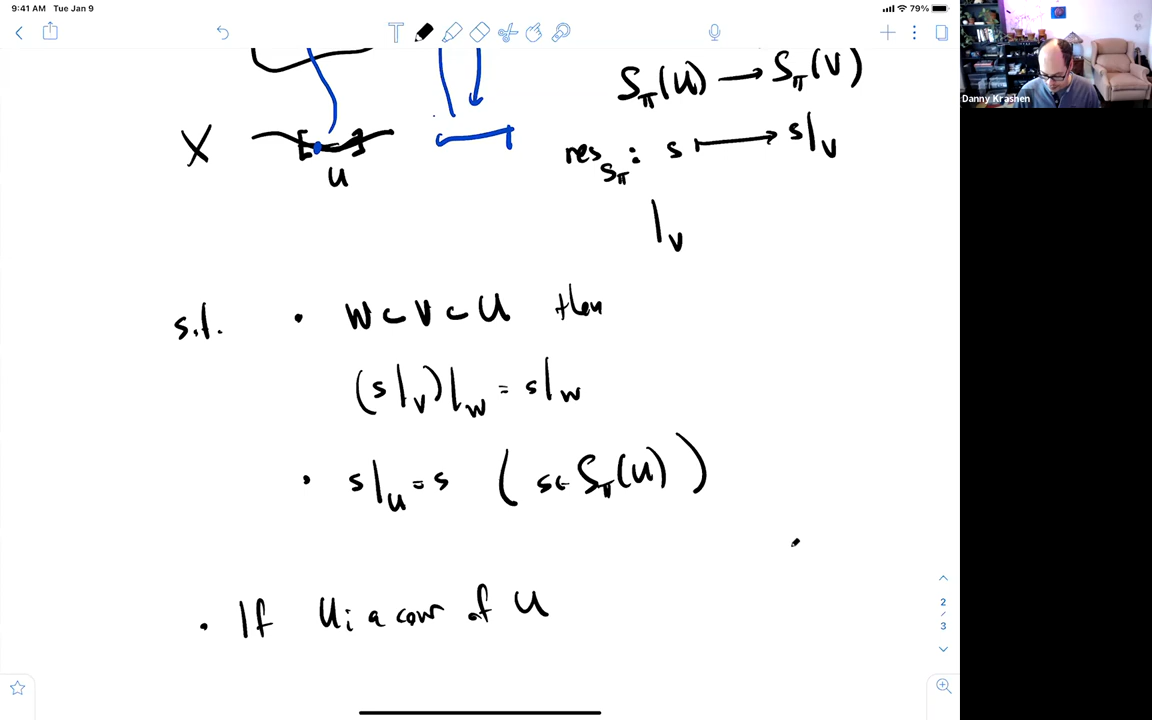 9:41 AM Tue Jan 9
79%
Danny Krashen
S_π(U) → S_π(V)
X
res_{S_π} : s ↦ s|_V
U
|_V
s.t. • W ⊂ V ⊂ U then
(s|_V)|_W = s|_W
• s|_U = s ( s ∈ S_π(U) )
• If U_i a cover of U
2
/
3